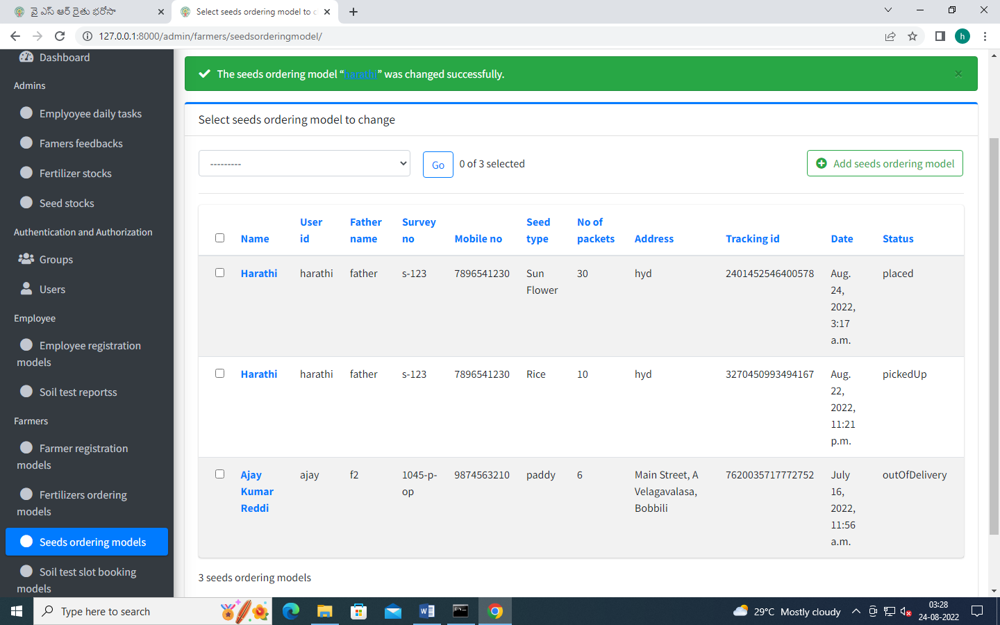 వై ఎస్ ఆర్ రైతు భరోసా
Select seeds ordering model to c
127.0.0.1:8000/admin/farmers/seedsorderingmodel/
h
Dashboard
Admins
Emplyoyee daily tasks
Famers feedbacks
Fertilizer stocks
Seed stocks
Authentication and Authorization
Groups
Users
Employee
Employee registration
models
Soil test reportss
Farmers
Farmer registration
models
Fertilizers ordering
models
Seeds ordering models
Soil test slot booking
models
The seeds ordering model “harathi” was changed successfully.
×
Select seeds ordering model to change
---------
Go
0 of 3 selected
Add seeds ordering model
Name
User
id
Father
name
Survey
no
Mobile no
Seed
type
No of
packets
Address
Tracking id
Date
Status
Harathi
harathi
father
s-123
7896541230
Sun
Flower
30
hyd
2401452546400578
Aug.
24,
2022,
3:17
a.m.
placed
Harathi
harathi
father
s-123
7896541230
Rice
10
hyd
3270450993494167
Aug.
22,
2022,
11:21
p.m.
pickedUp
Ajay
Kumar
Reddi
ajay
f2
1045-p-
op
9874563210
paddy
6
Main Street, A
Velagavalasa,
Bobbili
7620035717772752
July
16,
2022,
11:56
a.m.
outOfDelivery
3 seeds ordering models
Type here to search
29°C Mostly cloudy
03:28
24-08-2022